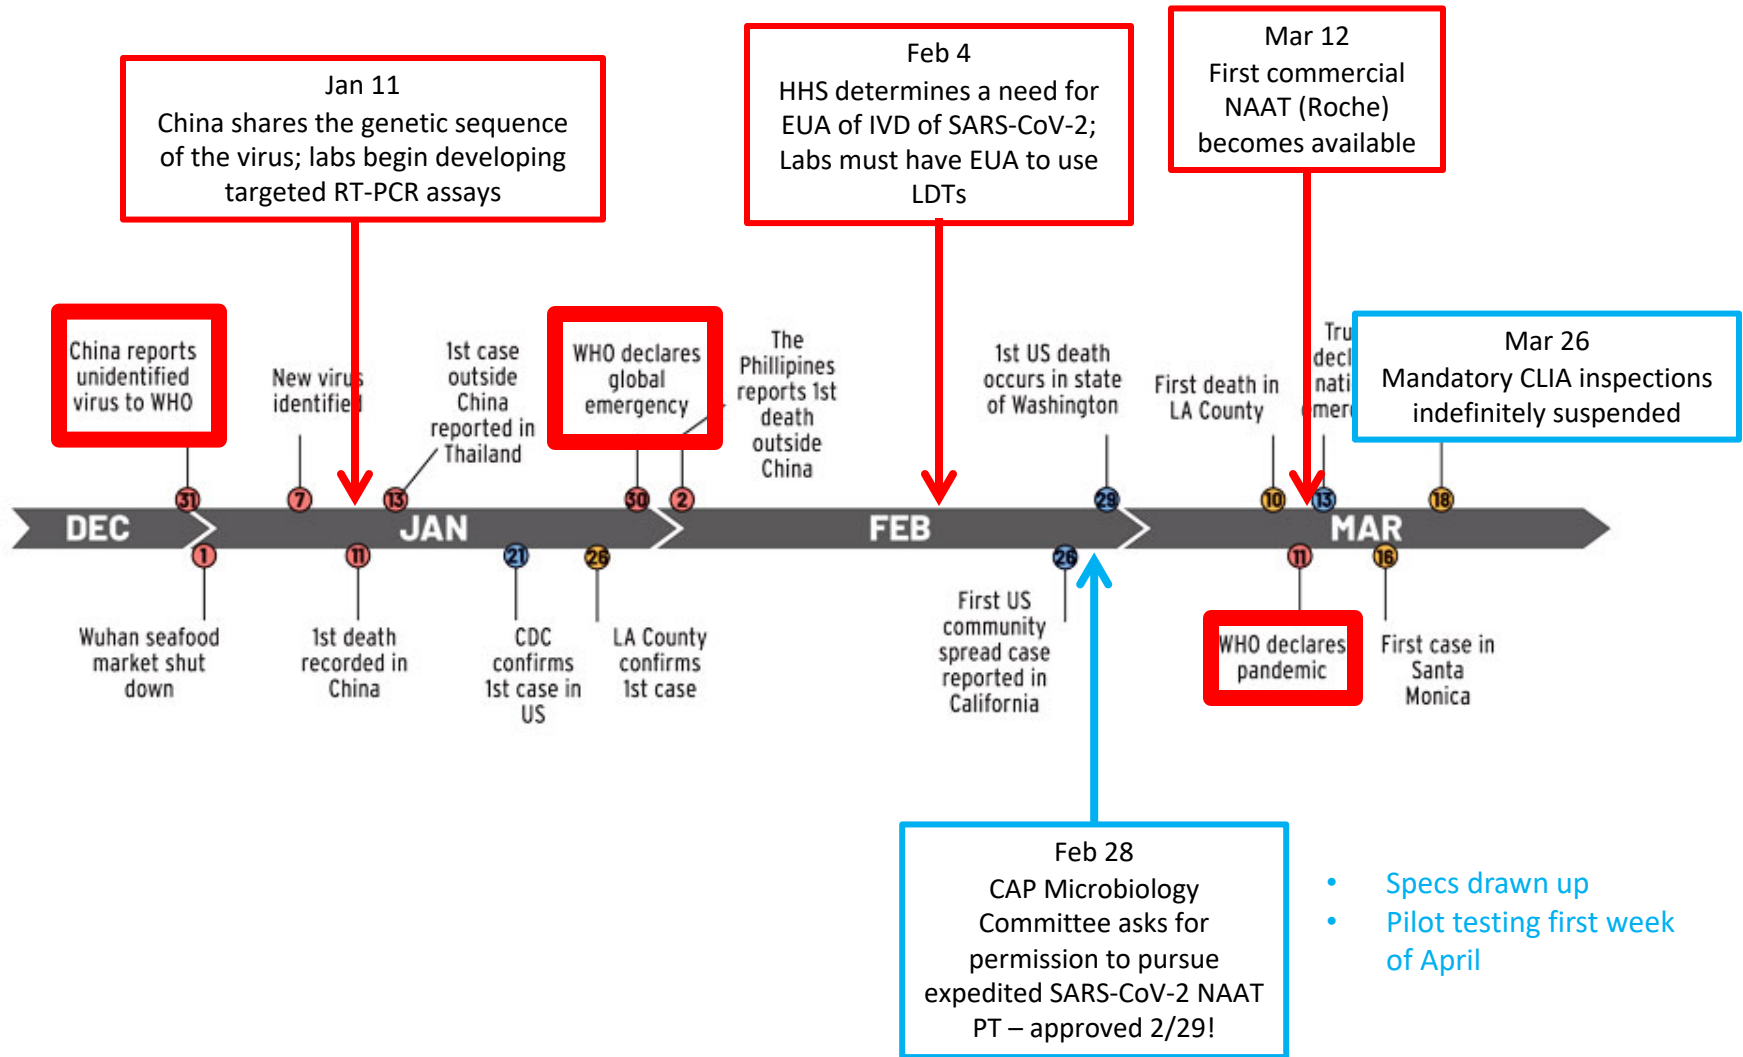 Jan 11
China shares the genetic sequence
of the virus; labs begin developing
targeted RT-PCR assays
Feb 4
HHS determines a need for
EUA of IVD of SARS-CoV-2;
Labs must have EUA to use
LDTs
Mar 12
First commercial
NAAT (Roche)
becomes available
China reports
unidentified
virus to WHO
New virus
identified
1st case
outside
China
reported in
Thailand
WHO declares
global
emergency
The
Phillipines
reports 1st
death
outside
China
1st US death
occurs in state
of Washington
First death in
LA County
Mar 26
Mandatory CLIA inspections
indefinitely suspended
31
7
13
30
2
29
10
13
18
DEC
JAN
FEB
MAR
1
11
21
26
26
11
16
Wuhan seafood
market shut
down
1st death
recorded in
China
CDC
confirms
1st case in
US
LA County
confirms
1st case
First US
community
spread case
reported in
California
WHO declares
pandemic
First case in
Santa
Monica
Feb 28
CAP Microbiology
Committee asks for
permission to pursue
expedited SARS-CoV-2 NAAT
PT – approved 2/29!
• Specs drawn up
• Pilot testing first week
of April